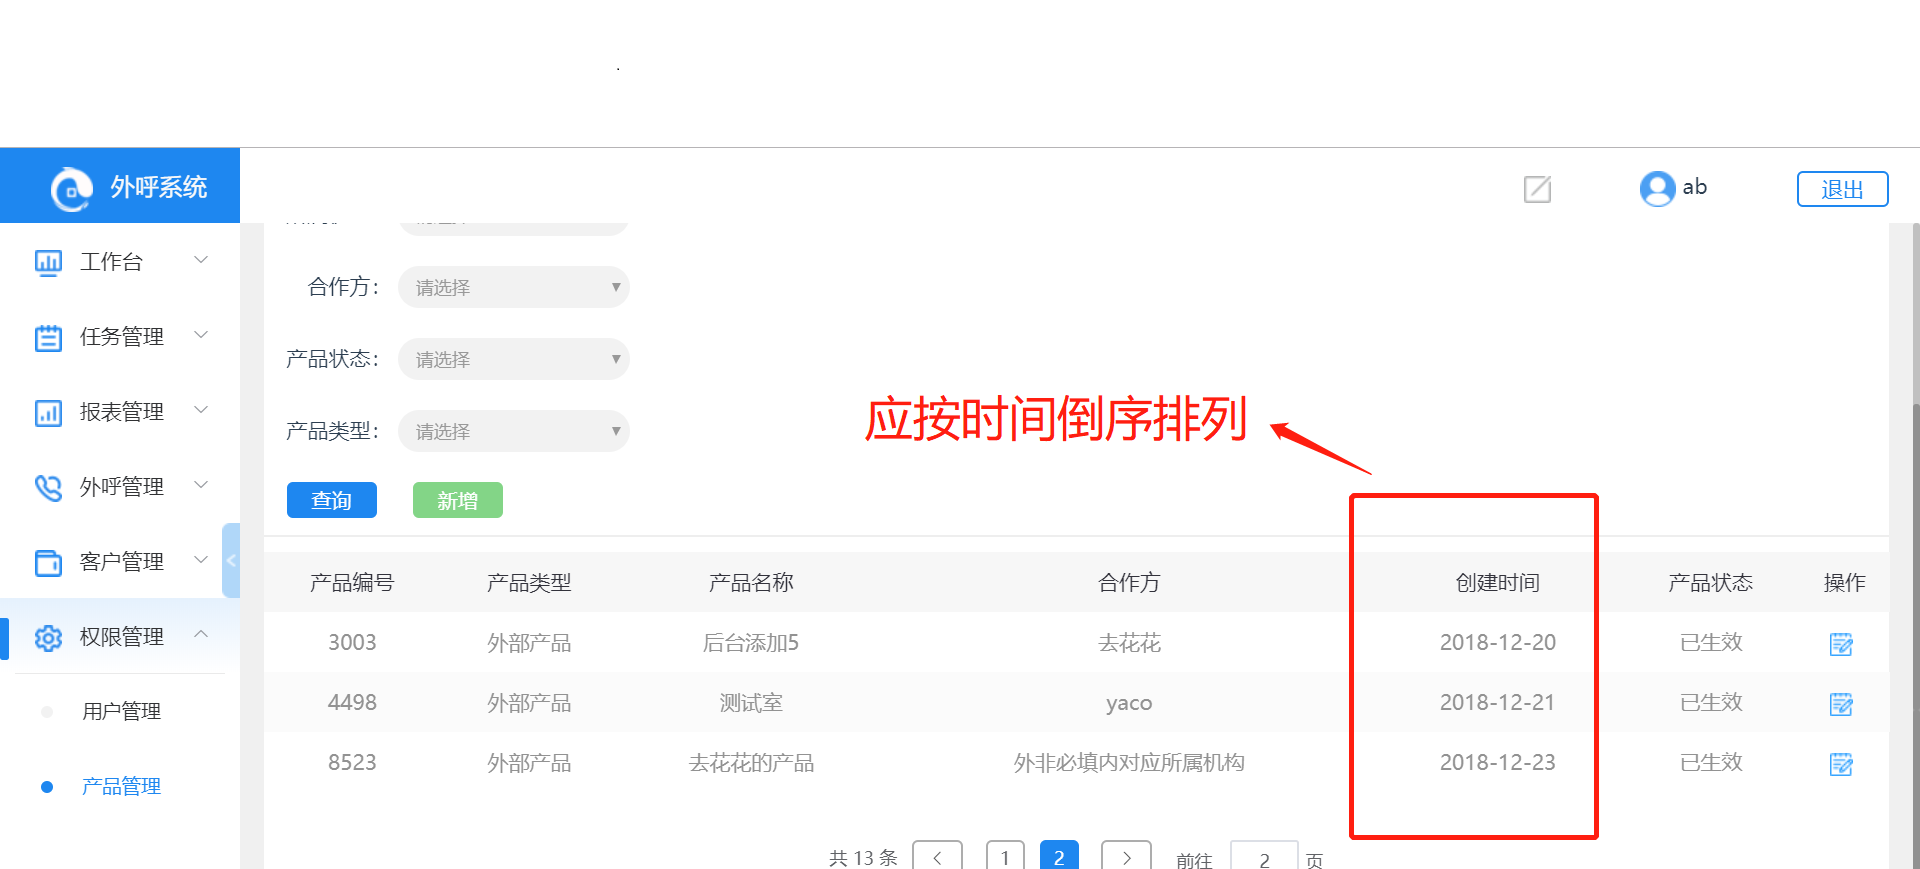 外呼系统
ab
退出
工作台
任务管理
报表管理
外呼管理
客户管理
权限管理
用户管理
产品管理
合作方：
请选择
产品状态：
请选择
产品类型：
请选择
查询
新增
应按时间倒序排列
产品编号 产品类型 产品名称 合作方 创建时间 产品状态 操作
3003 外部产品 后台添加5 去花花 2018-12-20 已生效
4498 外部产品 测试室 yaco 2018-12-21 已生效
8523 外部产品 去花花的产品 外非必填内对应所属机构 2018-12-23 已生效
共 13 条 < 1 2 > 前往 2 页